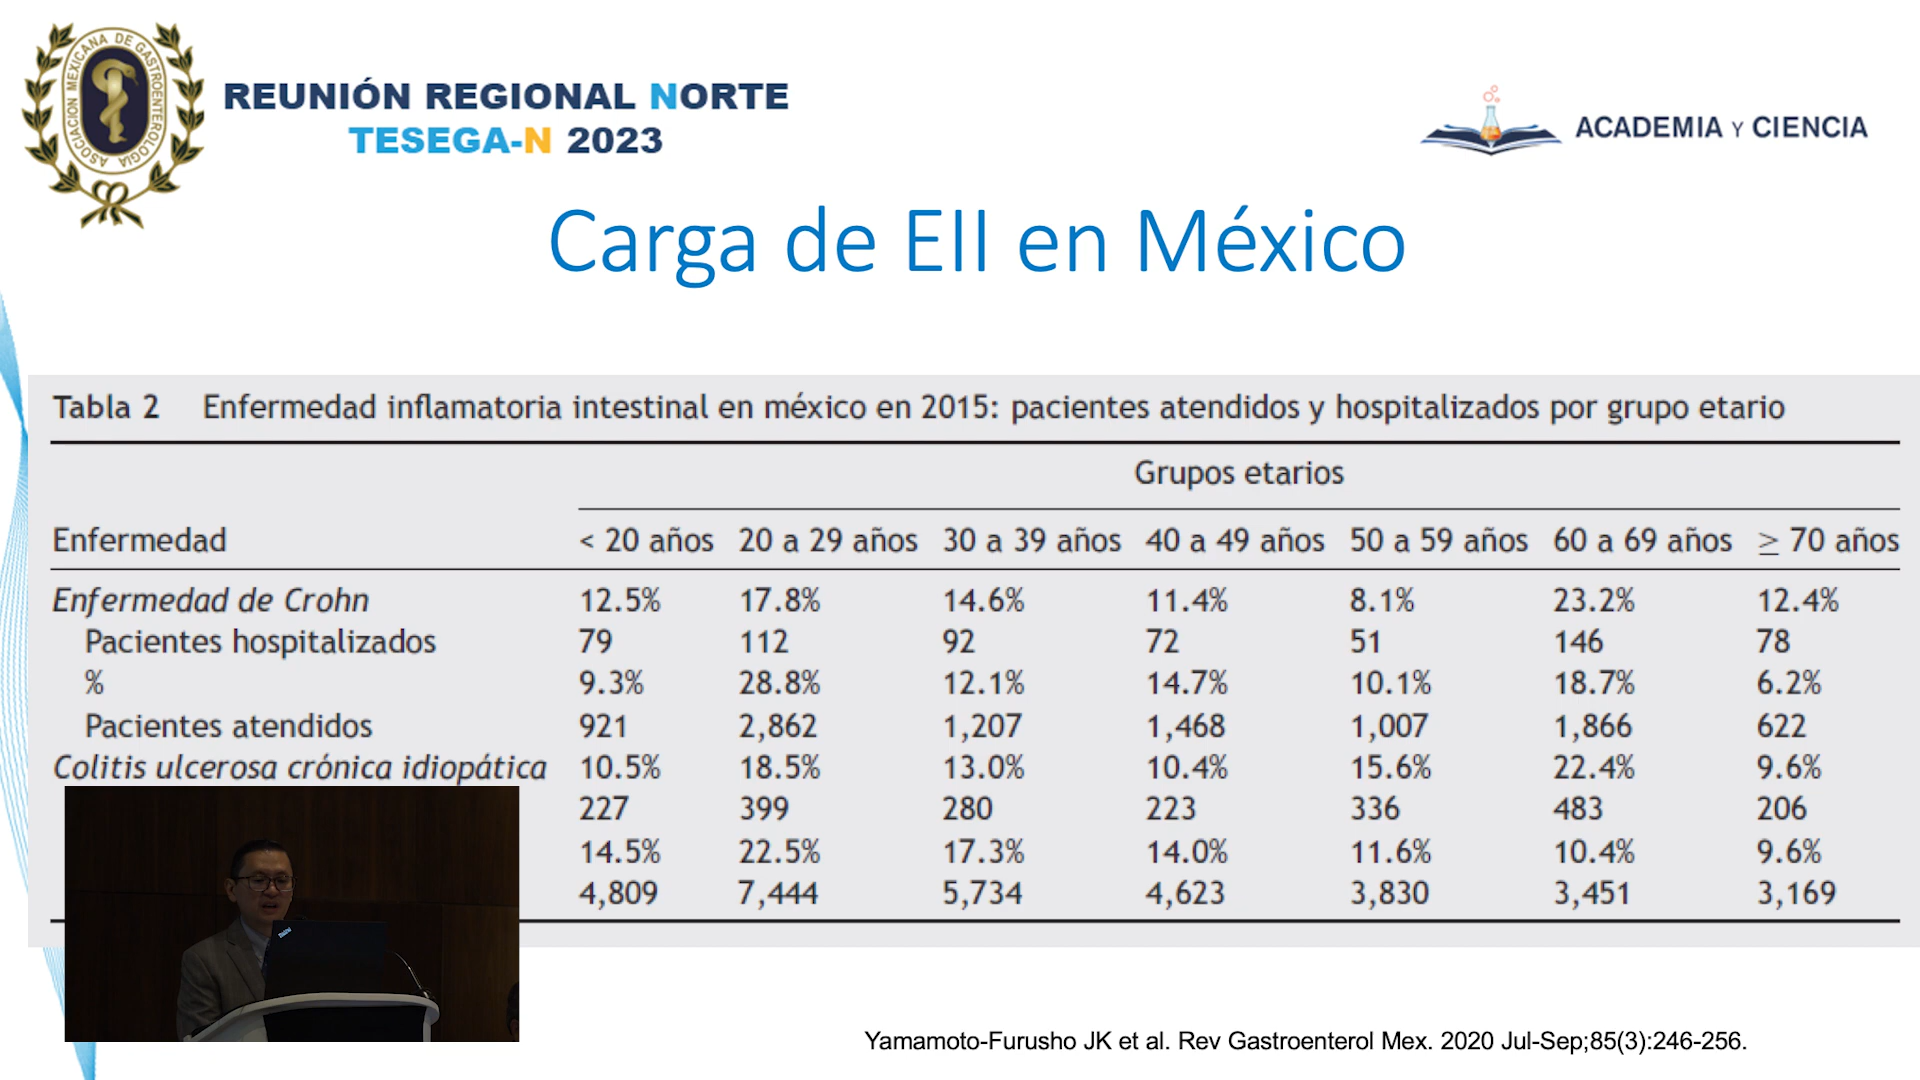 ASOCIACION MEXICANA DE GASTROENTEROLOGIA
REUNIÓN REGIONAL NORTE
TESEGA-N 2023
ACADEMIA Y CIENCIA
Carga de EII en México
Tabla 2 Enfermedad inflamatoria intestinal en méxico en 2015: pacientes atendidos y hospitalizados por grupo etario
Grupos etarios
Enfermedad < 20 años 20 a 29 años 30 a 39 años 40 a 49 años 50 a 59 años 60 a 69 años ≥ 70 años
Enfermedad de Crohn 12.5% 17.8% 14.6% 11.4% 8.1% 23.2% 12.4%
Pacientes hospitalizados 79 112 92 72 51 146 78
% 9.3% 28.8% 12.1% 14.7% 10.1% 18.7% 6.2%
Pacientes atendidos 921 2,862 1,207 1,468 1,007 1,866 622
Colitis ulcerosa crónica idiopática 10.5% 18.5% 13.0% 10.4% 15.6% 22.4% 9.6%
227 399 280 223 336 483 206
14.5% 22.5% 17.3% 14.0% 11.6% 10.4% 9.6%
4,809 7,444 5,734 4,623 3,830 3,451 3,169
Yamamoto-Furusho JK et al. Rev Gastroenterol Mex. 2020 Jul-Sep;85(3):246-256.